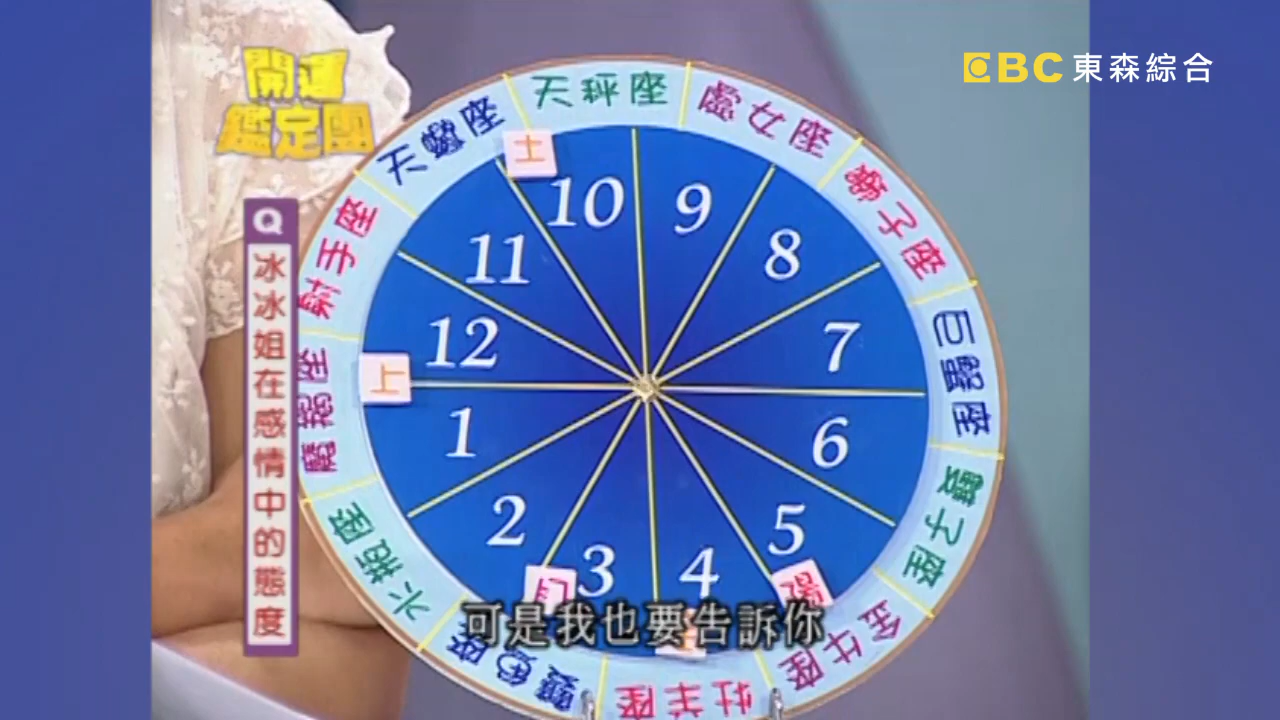 EBC 東森綜合
開運
鑑定團
Q
冰冰姐在感情中的態度
天秤座
處女座
獅子座
巨蟹座
雙子座
金牛座
牡羊座
雙魚座
水瓶座
魔羯座
射手座
天蠍座
土
上
10
9
8
7
6
5
4
3
2
1
12
11
可是我也要告訴你